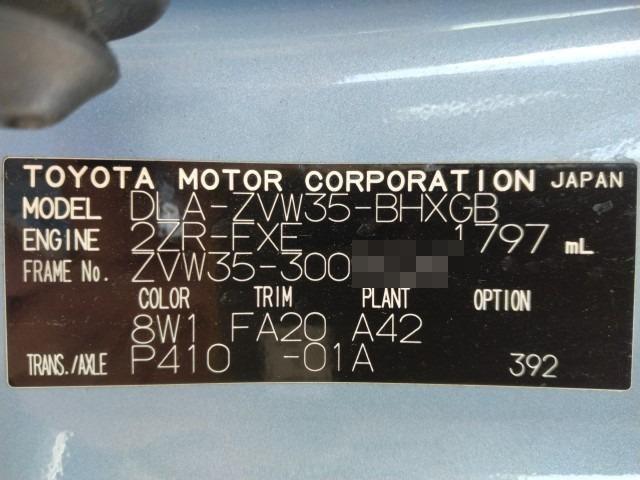 TOYOTA MOTOR CORPORATION JAPAN
MODEL DLA-ZVW35-BHXGB
ENGINE 2ZR-FXE 1797 mL
FRAME No. ZVW35-300
COLOR TRIM PLANT OPTION
8W1 FA20 A42
TRANS./AXLE P410 -01A 392